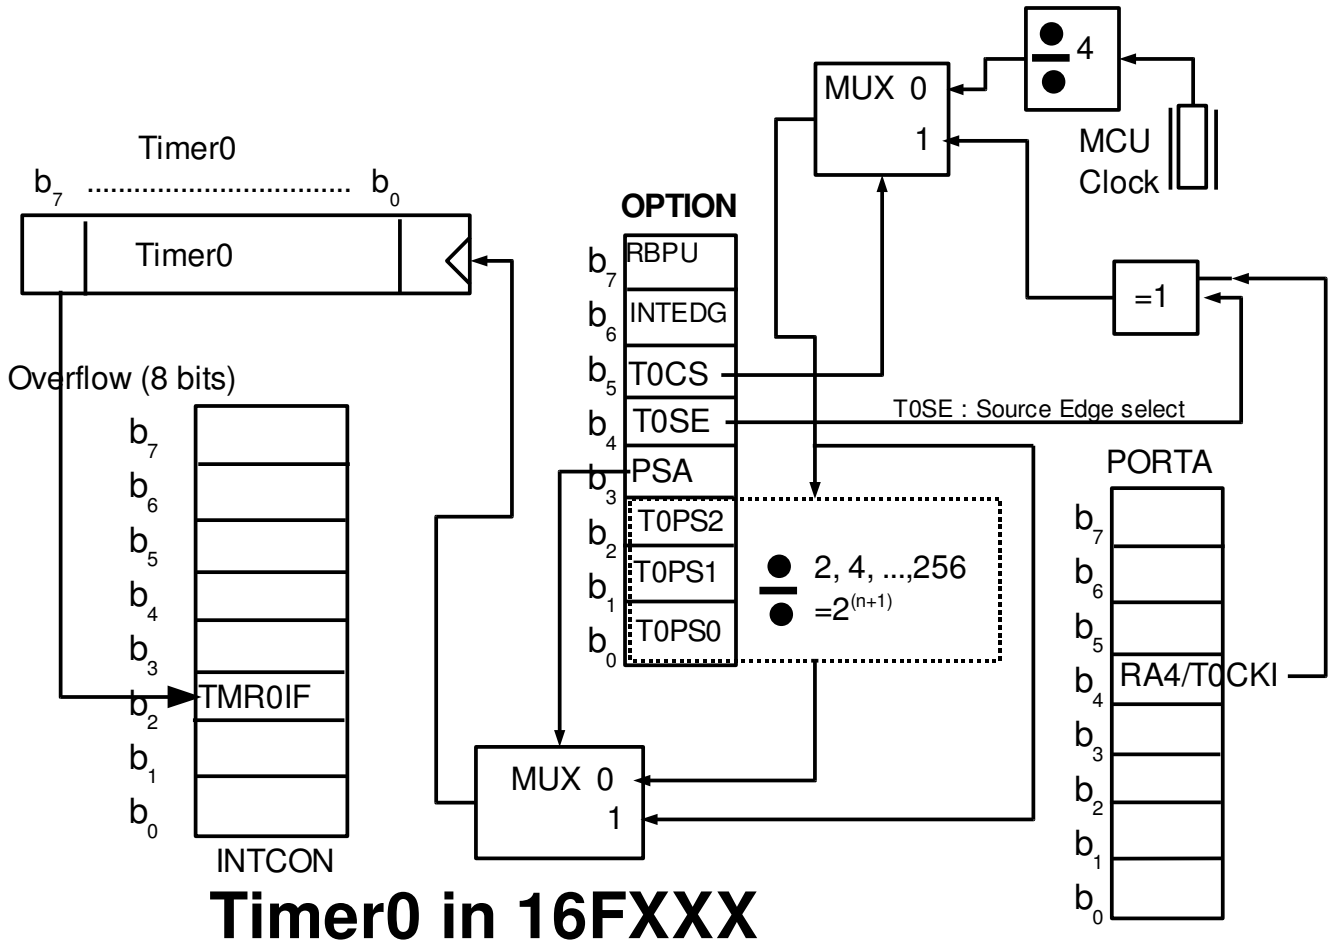 ÷ 4
MUX 0
1
MCU
Clock
Timer0
b7 ................................. b0
Timer0
OPTION
b7 RBPU
b6 INTEDG
b5 T0CS
b4 T0SE
b3 PSA
b2 T0PS2
b1 T0PS1
b0 T0PS0
=1
T0SE : Source Edge select
÷ 2, 4, ...,256
=2(n+1)
Overflow (8 bits)
b7
b6
b5
b4
b3
b2 TMR0IF
b1
b0
INTCON
MUX 0
1
PORTA
b7
b6
b5
b4 RA4/T0CKI
b3
b2
b1
b0
Timer0 in 16FXXX